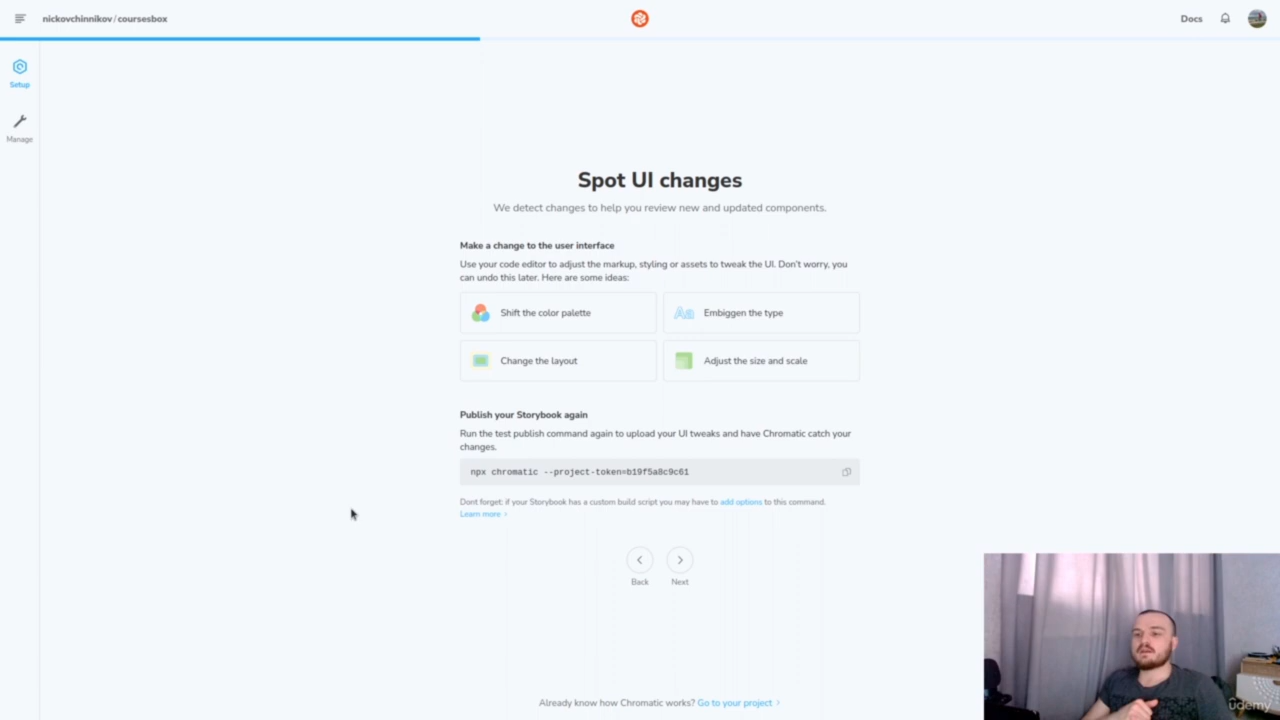 nickovchinnikov / coursesbox
Docs
Setup
Manage
Spot UI changes
We detect changes to help you review new and updated components.
Make a change to the user interface
Use your code editor to adjust the markup, styling or assets to tweak the UI. Don't worry, you
can undo this later. Here are some ideas:
Shift the color palette
Aa Embiggen the type
Change the layout
Adjust the size and scale
Publish your Storybook again
Run the test publish command again to upload your UI tweaks and have Chromatic catch your
changes.
npx chromatic --project-token=b19f5a8c9c61
Dont forget: if your Storybook has a custom build script you may have to add options to this command.
Learn more >
Back
Next
Already know how Chromatic works? Go to your project >
ûdemy